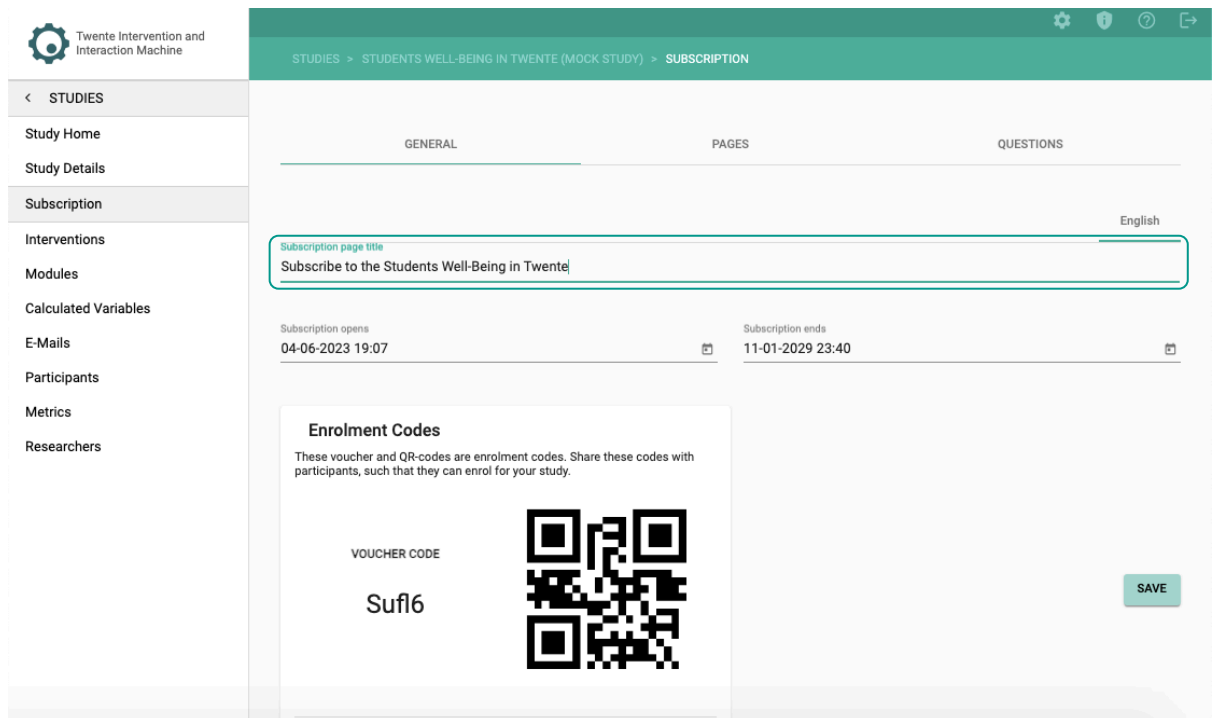 Twente Intervention and
Interaction Machine
STUDIES > STUDENTS WELL-BEING IN TWENTE (MOCK STUDY) > SUBSCRIPTION
< STUDIES
Study Home
Study Details
Subscription
Interventions
Modules
Calculated Variables
E-Mails
Participants
Metrics
Researchers
GENERAL PAGES QUESTIONS
English
Subscription page title
Subscribe to the Students Well-Being in Twente
Subscription opens
04-06-2023 19:07
Subscription ends
11-01-2029 23:40
Enrolment Codes
These voucher and QR-codes are enrolment codes. Share these codes with
participants, such that they can enrol for your study.
VOUCHER CODE
Sufl6
SAVE